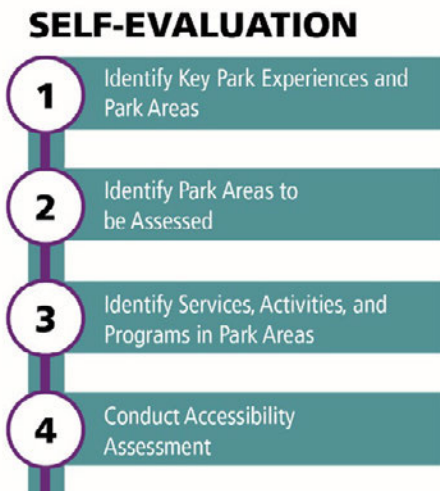 SELF-EVALUATION
1
Identify Key Park Experiences and
Park Areas
2
Identify Park Areas to
be Assessed
3
Identify Services, Activities, and
Programs in Park Areas
4
Conduct Accessibility
Assessment